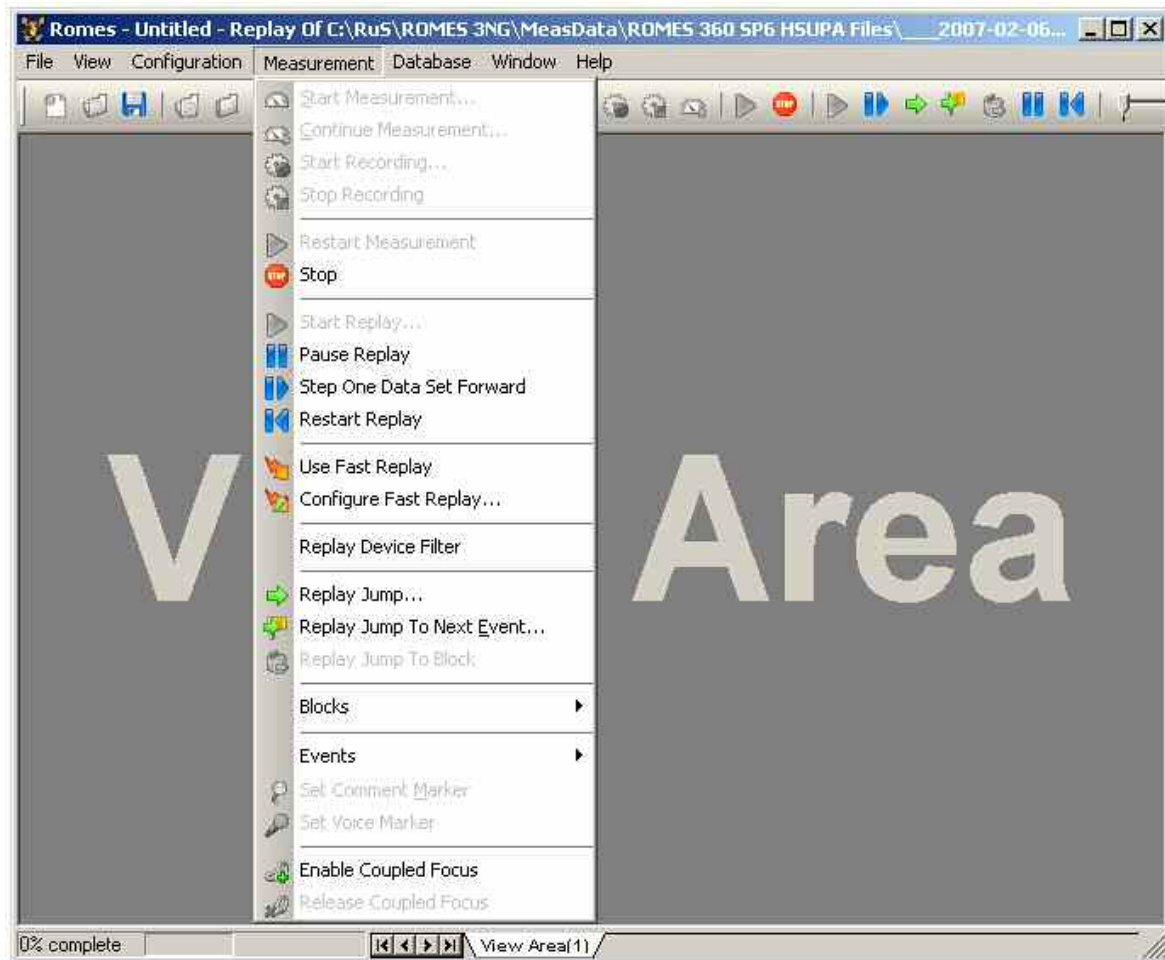 Romes - Untitled - Replay Of C:\RuS\ROMES 3NG\MeasData\ROMES 360 SP6 HSUPA Files\___2007-02-06...
File View Configuration Measurement Database Window Help
Start Measurement...
Continue Measurement...
Start Recording...
Stop Recording
Restart Measurement
STOP
Stop
Start Replay...
Pause Replay
Step One Data Set Forward
Restart Replay
Use Fast Replay
Configure Fast Replay...
Replay Device Filter
Replay Jump...
Replay Jump To Next Event...
Replay Jump To Block
Blocks
Events
Set Comment Marker
Set Voice Marker
Enable Coupled Focus
Release Coupled Focus
V Area
0% complete
View Area(1)